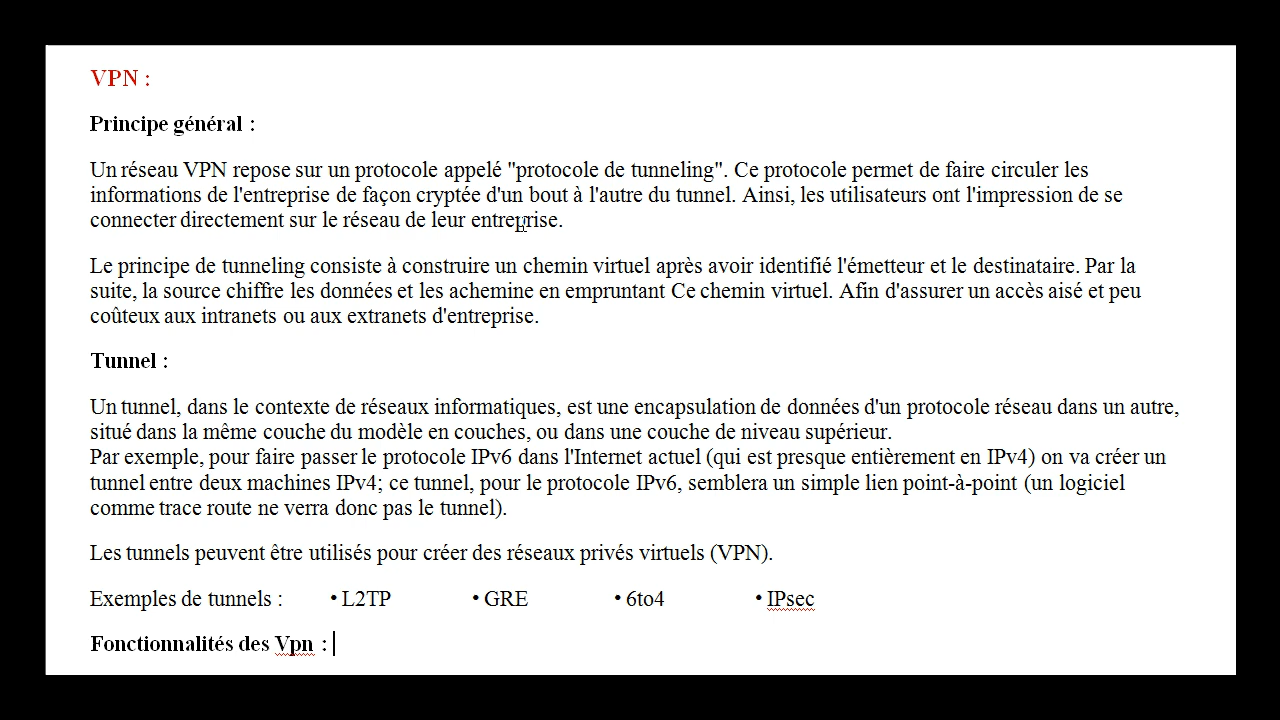 VPN :
Principe général :
Un réseau VPN repose sur un protocole appelé "protocole de tunneling". Ce protocole permet de faire circuler les
informations de l'entreprise de façon cryptée d'un bout à l'autre du tunnel. Ainsi, les utilisateurs ont l'impression de se
connecter directement sur le réseau de leur entreprise.
Le principe de tunneling consiste à construire un chemin virtuel après avoir identifié l'émetteur et le destinataire. Par la
suite, la source chiffre les données et les achemine en empruntant Ce chemin virtuel. Afin d'assurer un accès aisé et peu
coûteux aux intranets ou aux extranets d'entreprise.
Tunnel :
Un tunnel, dans le contexte de réseaux informatiques, est une encapsulation de données d'un protocole réseau dans un autre,
situé dans la même couche du modèle en couches, ou dans une couche de niveau supérieur.
Par exemple, pour faire passer le protocole IPv6 dans l'Internet actuel (qui est presque entièrement en IPv4) on va créer un
tunnel entre deux machines IPv4; ce tunnel, pour le protocole IPv6, semblera un simple lien point-à-point (un logiciel
comme trace route ne verra donc pas le tunnel).
Les tunnels peuvent être utilisés pour créer des réseaux privés virtuels (VPN).
Exemples de tunnels : • L2TP • GRE • 6to4 • IPsec
Fonctionnalités des Vpn :